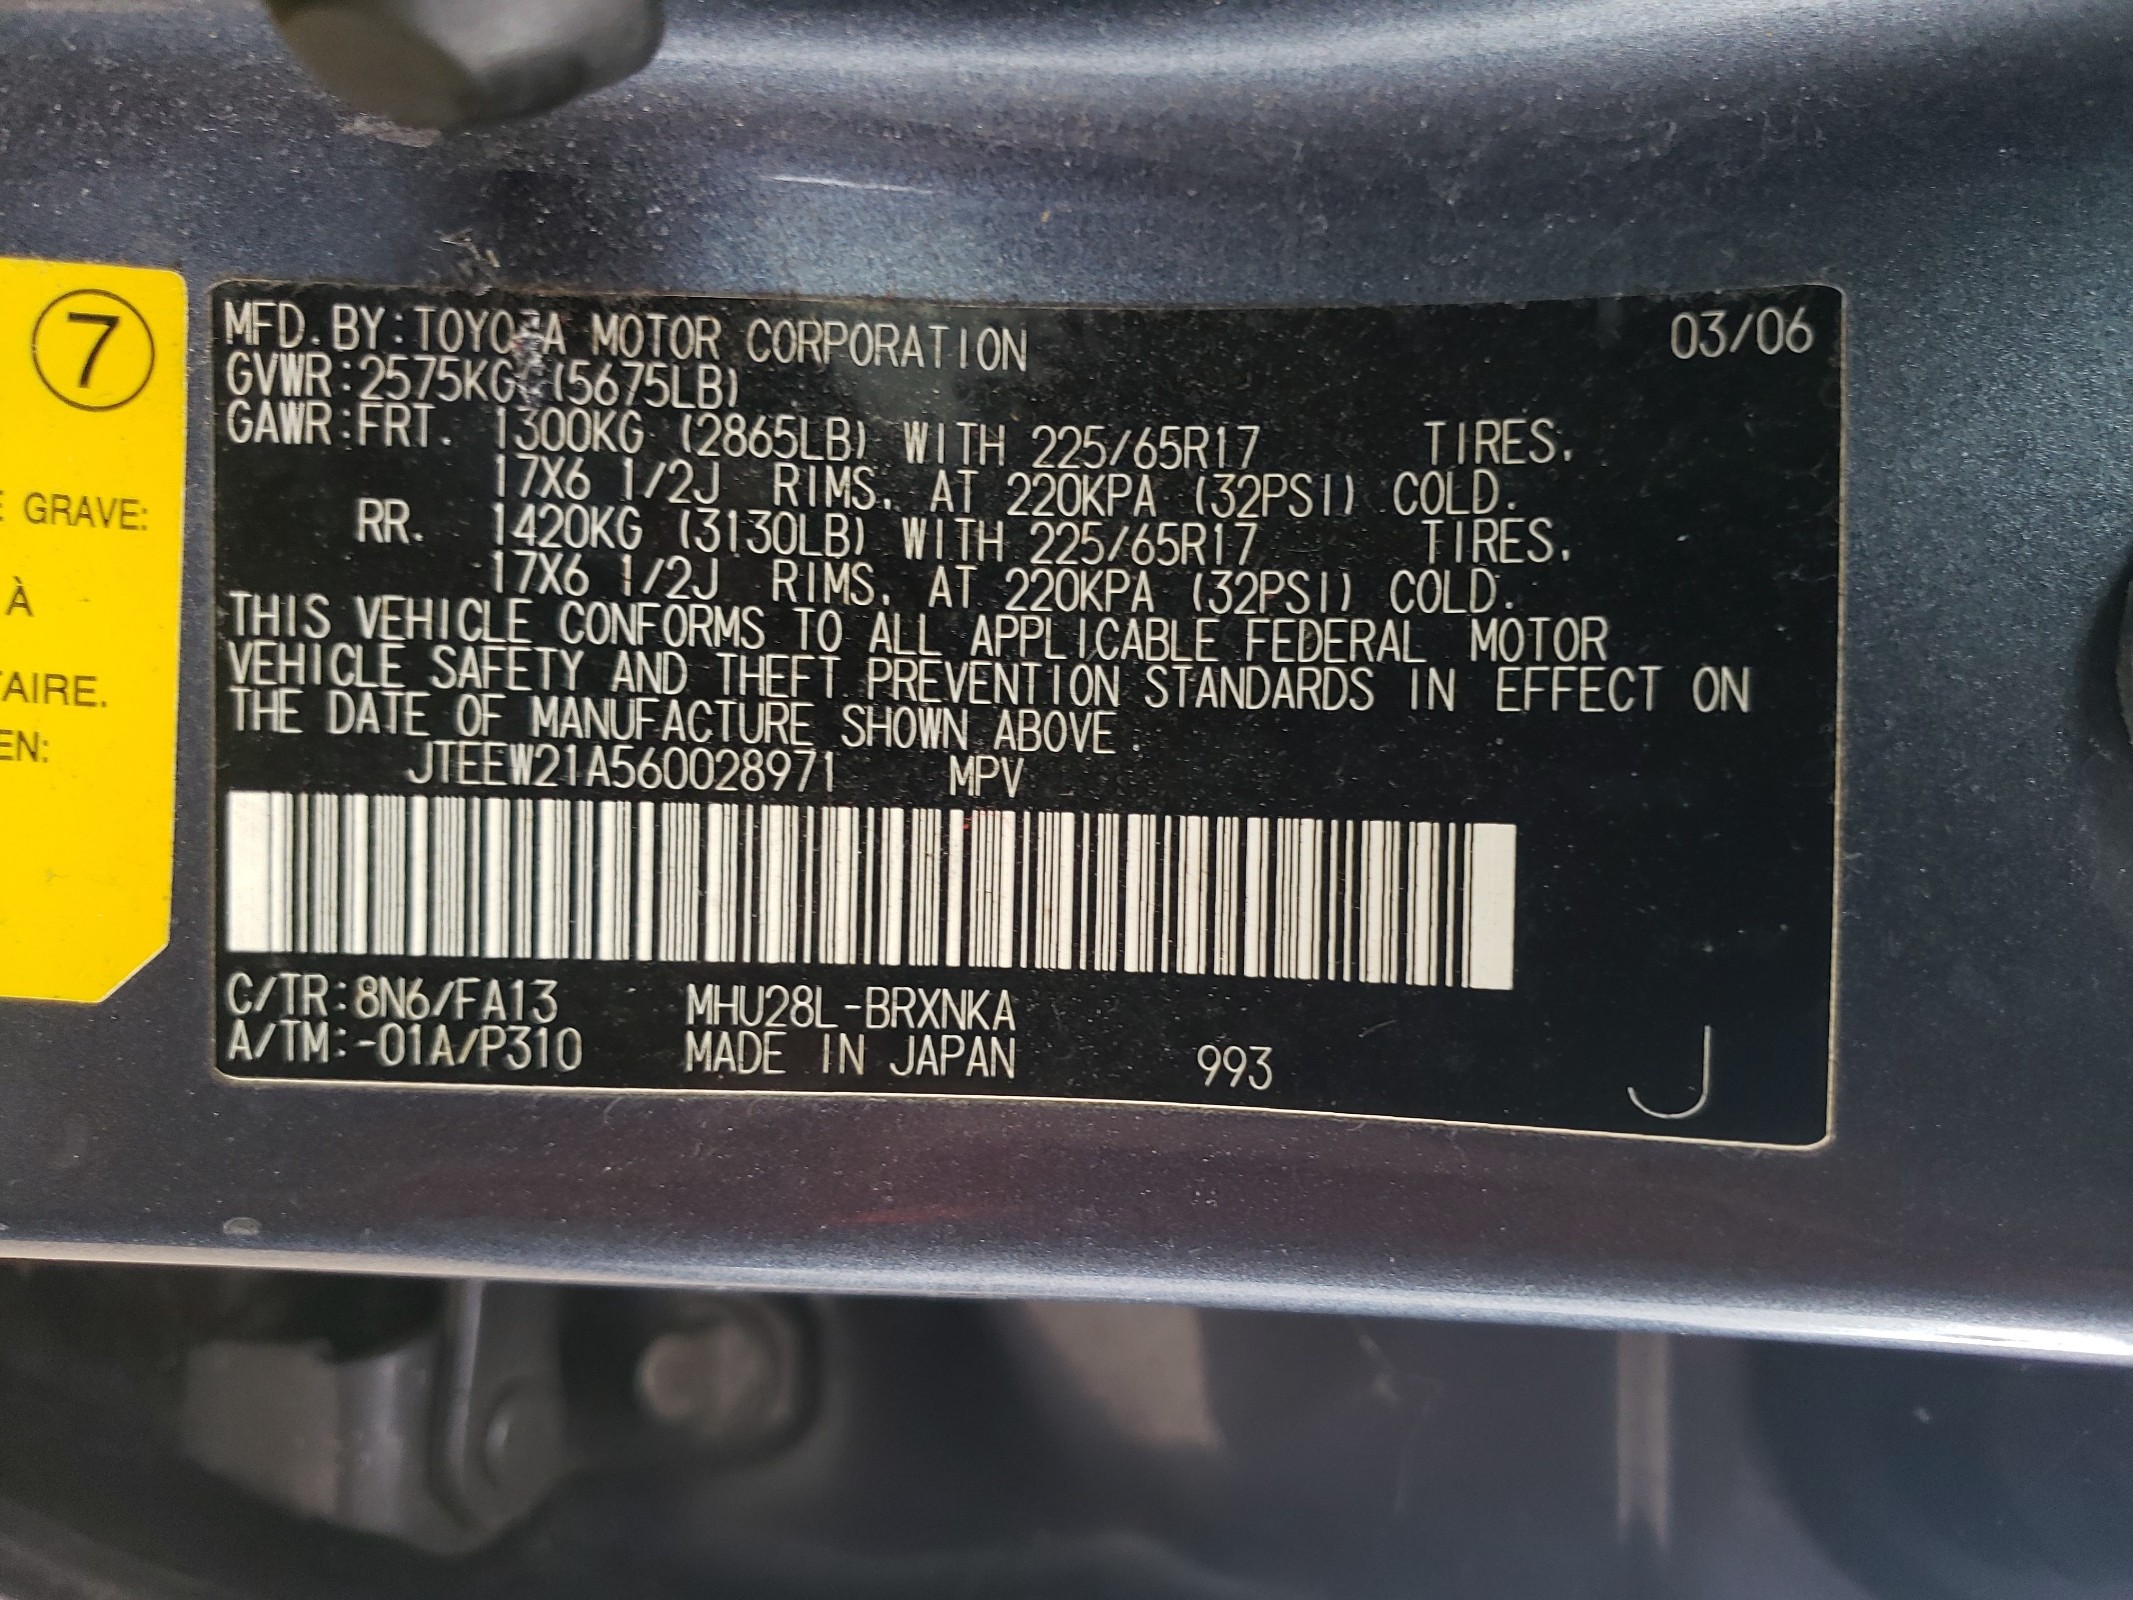 7
E GRAVE:
À
TAIRE.
EN:
MFD.BY:TOYOTA MOTOR CORPORATION 03/06
GVWR:2575KG (5675LB)
GAWR:FRT. 1300KG (2865LB) WITH 225/65R17 TIRES.
17X6 1/2J RIMS, AT 220KPA (32PSI) COLD.
RR. 1420KG (3130LB) WITH 225/65R17 TIRES,
17X6 1/2J RIMS, AT 220KPA (32PSI) COLD.
THIS VEHICLE CONFORMS TO ALL APPLICABLE FEDERAL MOTOR
VEHICLE SAFETY AND THEFT PREVENTION STANDARDS IN EFFECT ON
THE DATE OF MANUFACTURE SHOWN ABOVE.
JTEEW21A560028971 MPV
C/TR:8N6/FA13 MHU28L-BRXNKA
A/TM:-01A/P310 MADE IN JAPAN 993 J